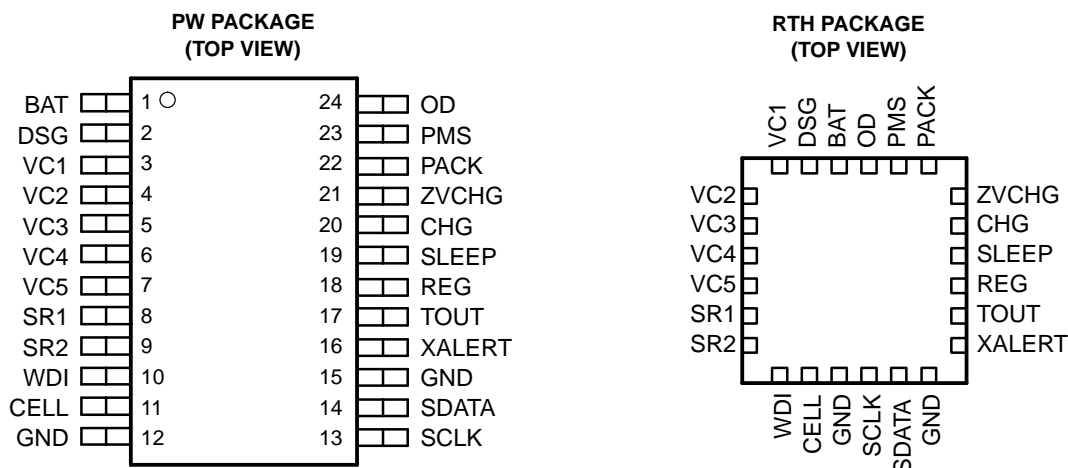 PW PACKAGE
(TOP VIEW)
BAT 1 24 OD
DSG 2 23 PMS
VC1 3 22 PACK
VC2 4 21 ZVCHG
VC3 5 20 CHG
VC4 6 19 SLEEP
VC5 7 18 REG
SR1 8 17 TOUT
SR2 9 16 XALERT
WDI 10 15 GND
CELL 11 14 SDATA
GND 12 13 SCLK
RTH PACKAGE
(TOP VIEW)
VC1 DSG BAT OD PMS PACK
VC2 ZVCHG
VC3 CHG
VC4 SLEEP
VC5 REG
SR1 TOUT
SR2 XALERT
WDI CELL GND SCLK SDATA GND